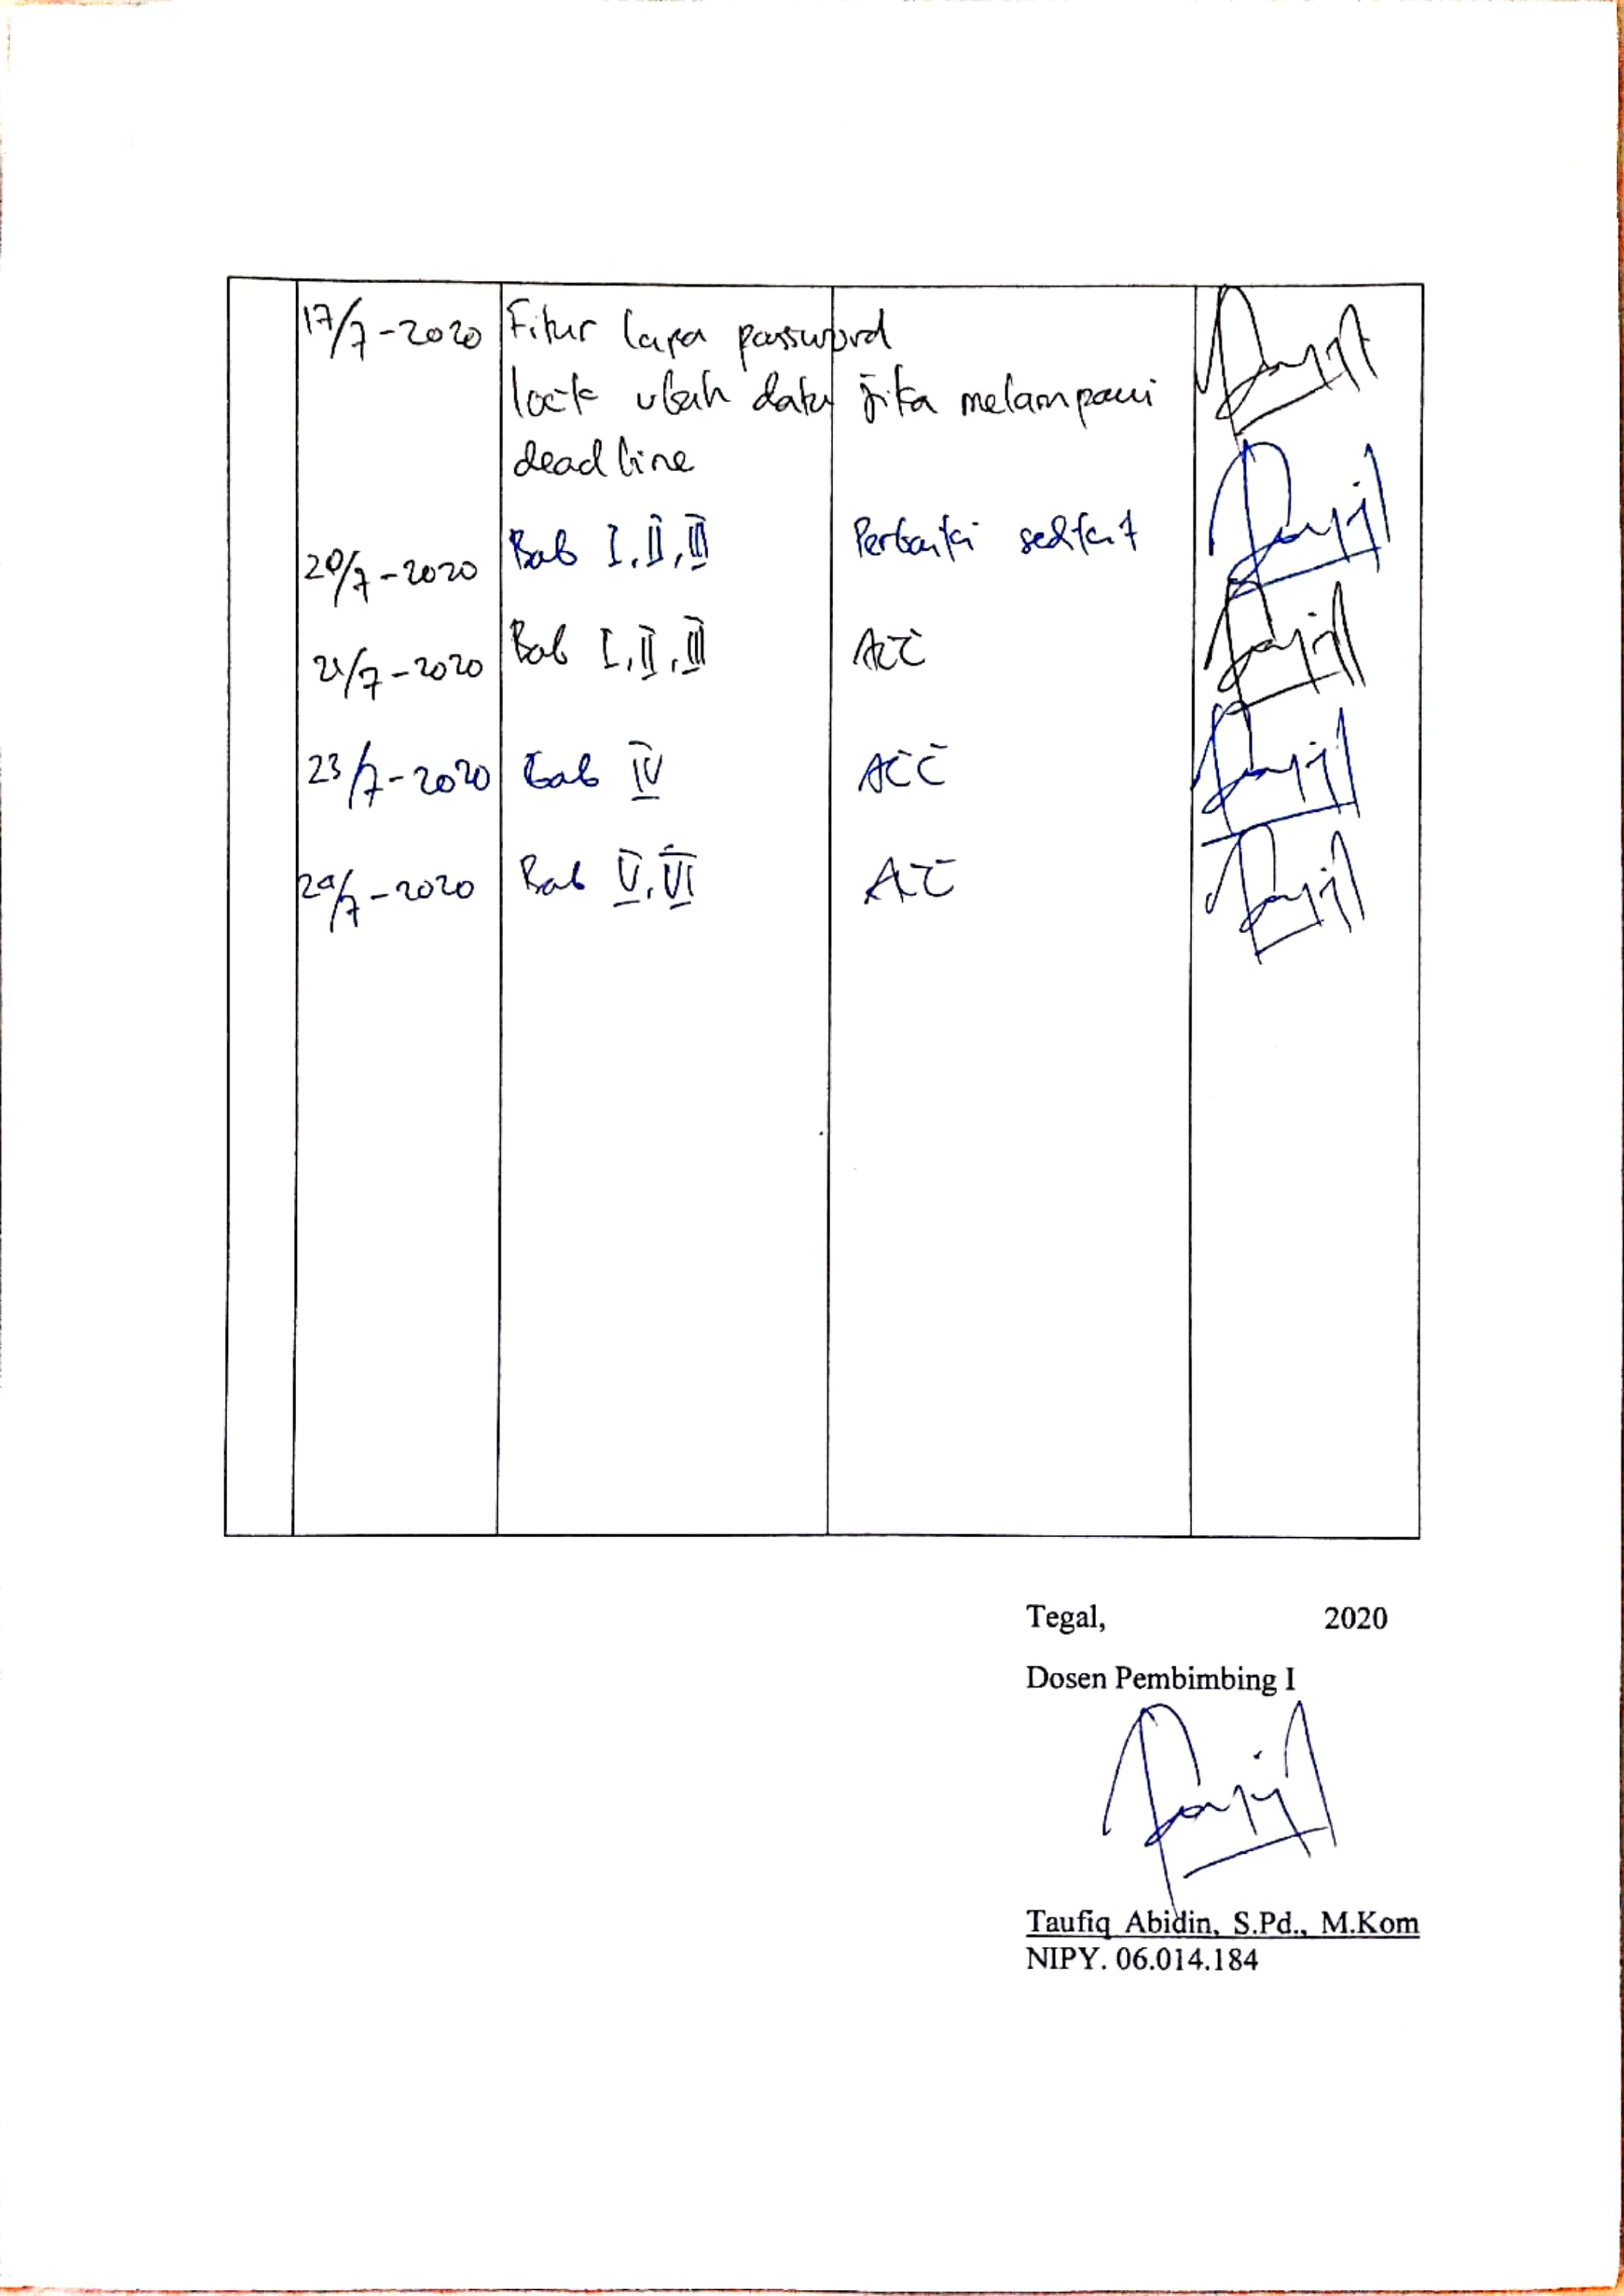 17/7-2020 Fitur lupa password
lock ubah data jika melampaui
deadline
20/7-2020 Bab I, II, III Perbaiki sedikit
21/7-2020 Bab I, II, III ACC
23/7-2020 Bab IV ACC
/7-2020 Bab V, VI ACC
Tegal, 2020
Dosen Pembimbing I
Taufiq Abidin, S.Pd., M.Kom
NIPY. 06.014.184